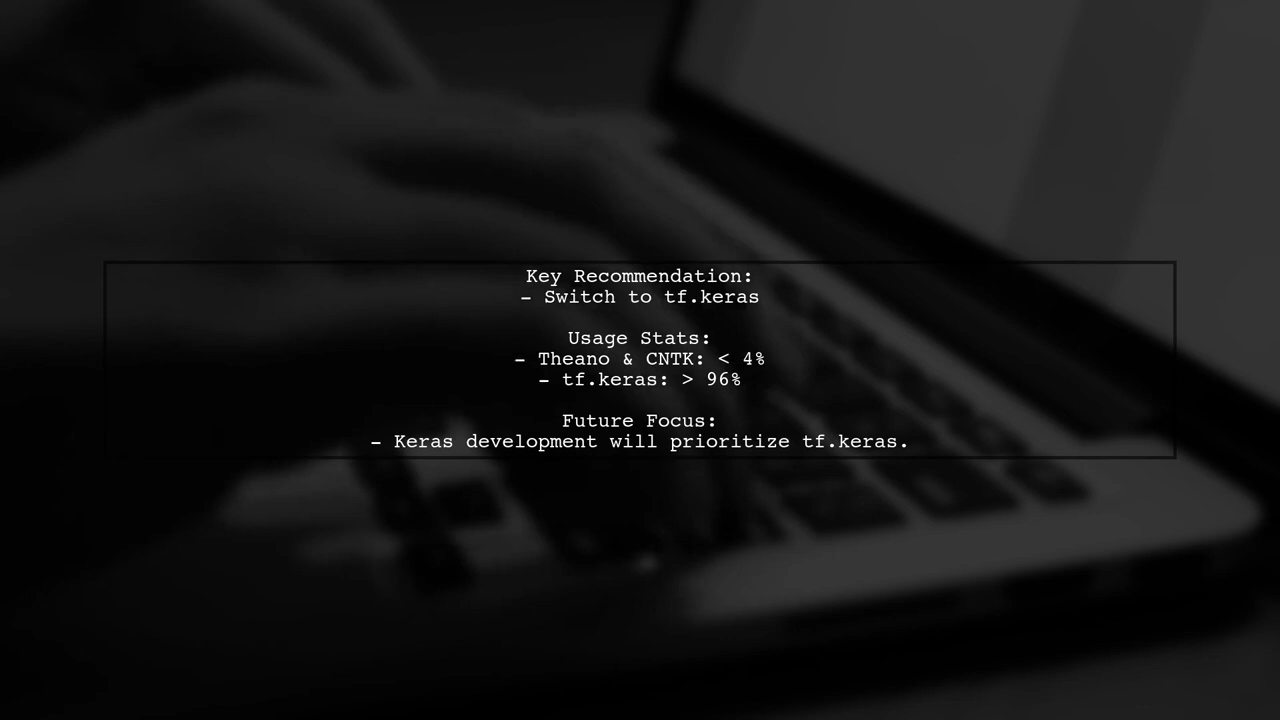 Key Recommendation:
- Switch to tf.keras
Usage Stats:
- Theano & CNTK: < 4%
- tf.keras: > 96%
Future Focus:
- Keras development will prioritize tf.keras.